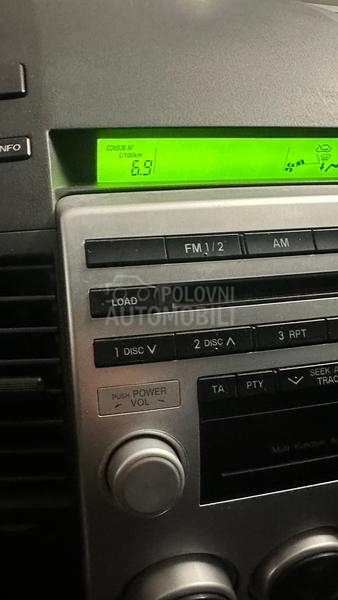 INFO
CONSUM AV
L/100km
6.9
FM 1/2
AM
LOAD
POLOVNI
AUTOMOBILI
1 DISC ∨
2 DISC ∧
3 RPT
PUSH POWER
VOL
TA
PTY
∨
SEEK
TRAC